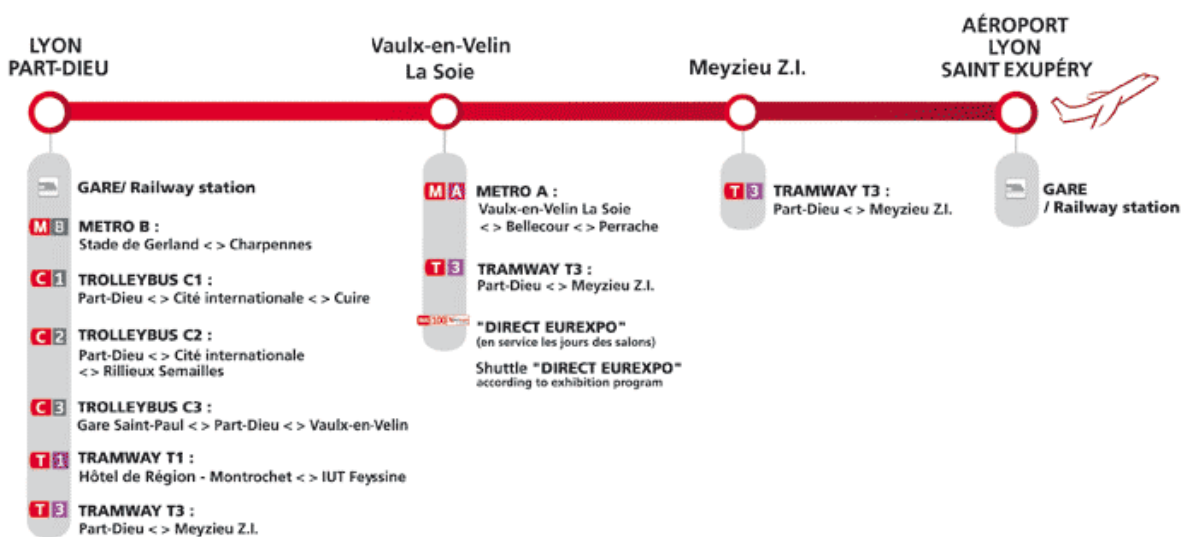 LYON
PART-DIEU
Vaulx-en-Velin
La Soie
Meyzieu Z.I.
AÉROPORT
LYON
SAINT EXUPÉRY
GARE/ Railway station
M B METRO B :
Stade de Gerland < > Charpennes
C 1 TROLLEYBUS C1 :
Part-Dieu < > Cité internationale < > Cuire
C 2 TROLLEYBUS C2 :
Part-Dieu < > Cité internationale
< > Rillieux Semailles
C 3 TROLLEYBUS C3 :
Gare Saint-Paul < > Part-Dieu < > Vaulx-en-Velin
T 1 TRAMWAY T1 :
Hôtel de Région - Montrochet < > IUT Feyssine
T 3 TRAMWAY T3 :
Part-Dieu < > Meyzieu Z.I.
M A METRO A :
Vaulx-en-Velin La Soie
< > Bellecour < > Perrache
T 3 TRAMWAY T3 :
Part-Dieu < > Meyzieu Z.I.
100 "DIRECT EUREXPO"
(en service les jours des salons)
Shuttle "DIRECT EUREXPO"
according to exhibition program
T 3 TRAMWAY T3 :
Part-Dieu < > Meyzieu Z.I.
GARE
/ Railway station